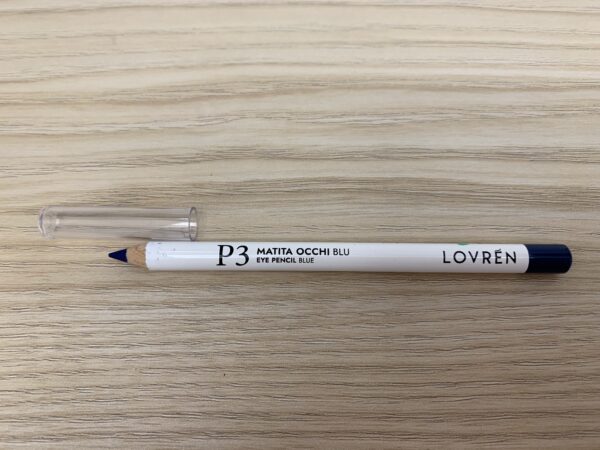 P3
MATITA OCCHI BLU
EYE PENCIL BLUE
LOVRĒN